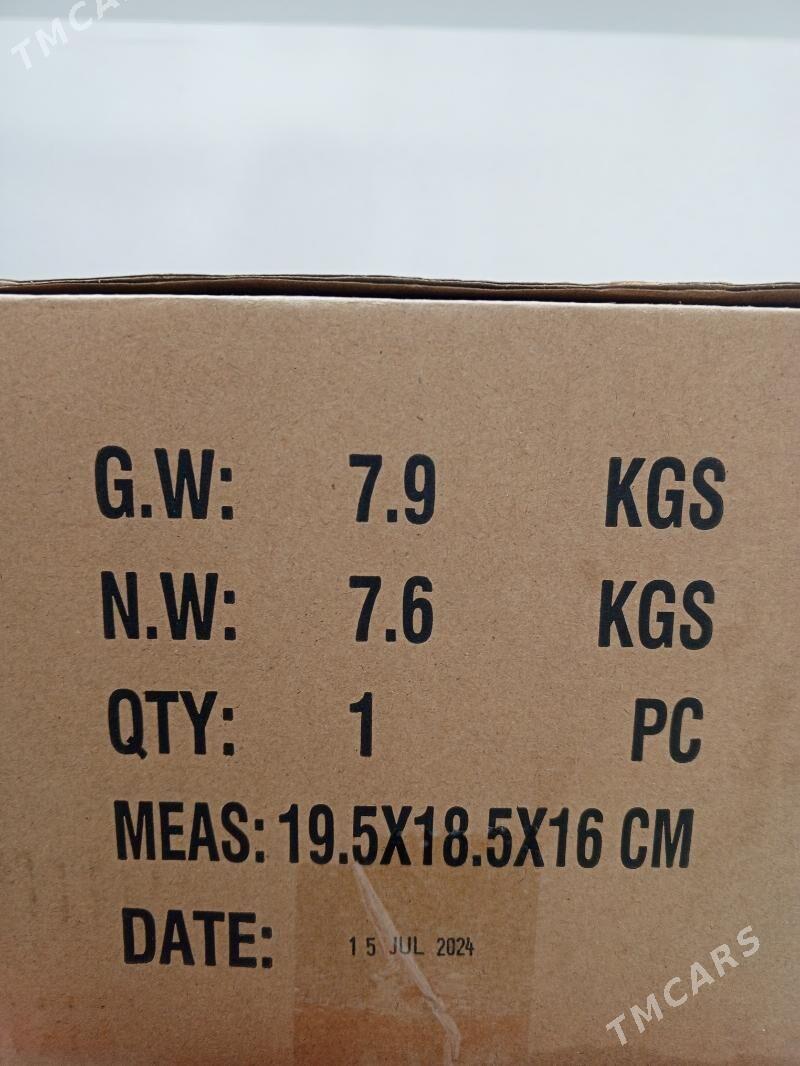 TMCARS
G.W: 7.9 KGS
N.W: 7.6 KGS
QTY: 1 PC
MEAS: 19.5X18.5X16 CM
DATE: 15 JUL 2024
TMCARS